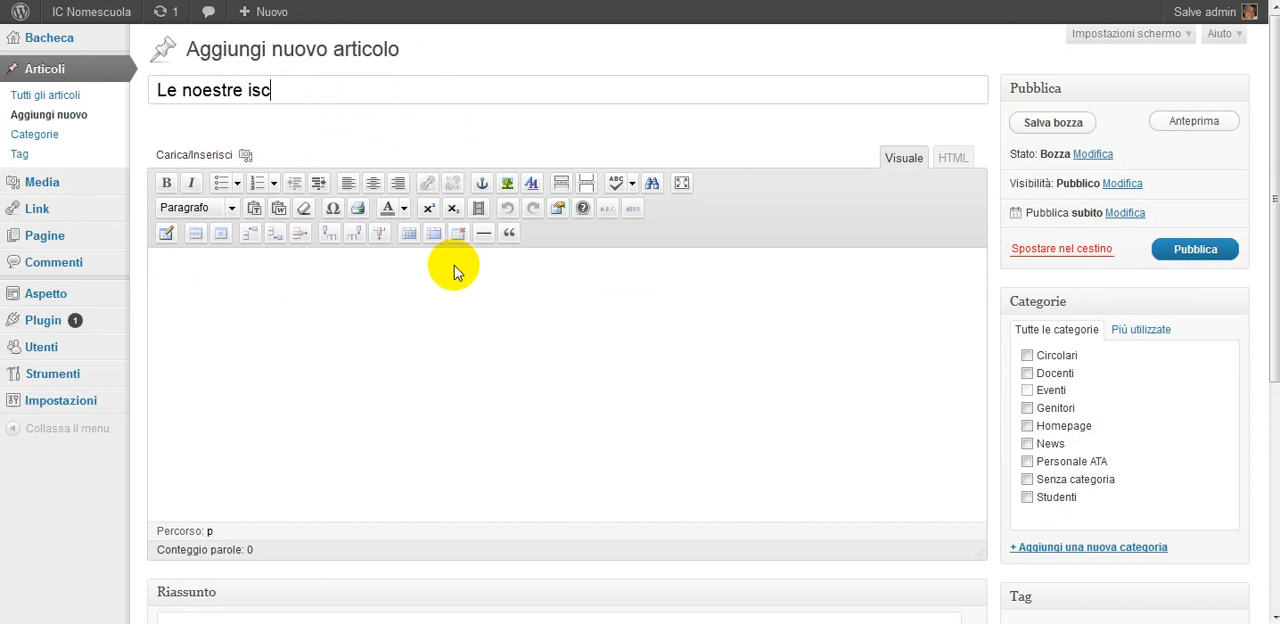 IC Nomescuola 1 + Nuovo Salve admin
Bacheca
Articoli
Tutti gli articoli
Aggiungi nuovo
Categorie
Tag
Media
Link
Pagine
Commenti
Aspetto
Plugin 1
Utenti
Strumenti
Impostazioni
Collassa il menu
Impostazioni schermo Aiuto
Aggiungi nuovo articolo
Le noestre isc
Carica/Inserisci
Visuale HTML
B I ABC
Paragrafo Ω A x² x₂ A.B.C.
Percorso: p
Conteggio parole: 0
Riassunto
Pubblica
Salva bozza Anteprima
Stato: Bozza Modifica
Visibilità: Pubblico Modifica
Pubblica subito Modifica
Spostare nel cestino Pubblica
Categorie
Tutte le categorie Più utilizzate
Circolari
Docenti
Eventi
Genitori
Homepage
News
Personale ATA
Senza categoria
Studenti
+ Aggiungi una nuova categoria
Tag